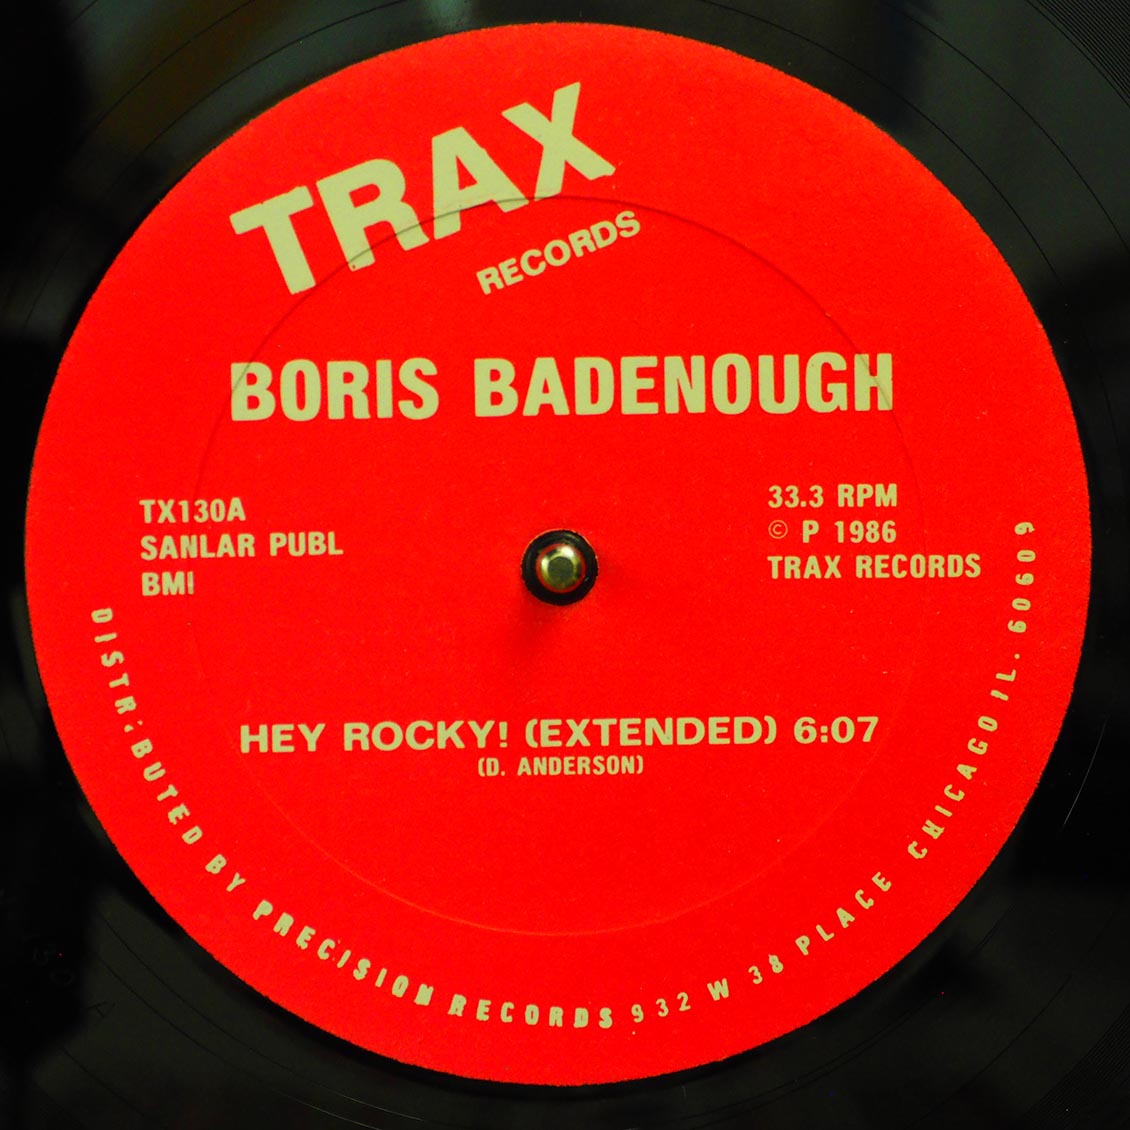 TRAX
RECORDS
BORIS BADENOUGH
TX130A
SANLAR PUBL
BMI
33.3 RPM
© P 1986
TRAX RECORDS
HEY ROCKY! (EXTENDED) 6:07
(D. ANDERSON)
DISTRIBUTED BY PRECISION RECORDS 932 W 38 PLACE CHICAGO IL. 60609